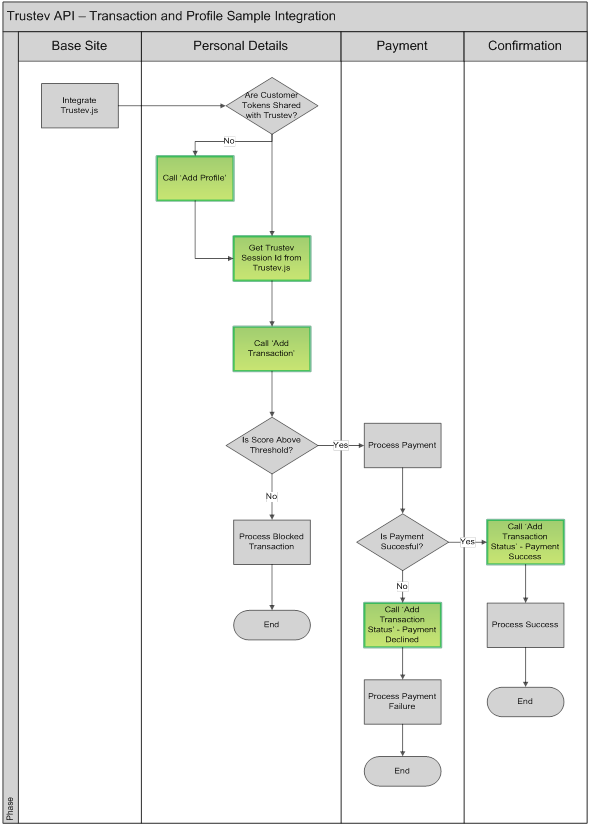 Trustev API – Transaction and Profile Sample Integration
Base Site
Personal Details
Payment
Confirmation
Integrate
Trustev.js
Are Customer
Tokens Shared
with Trustev?
No
Call ‘Add Profile’
Get Trustev
Session Id from
Trustev.js
Call ‘Add
Transaction’
Is Score Above
Threshold?
Yes
Process Payment
No
Process Blocked
Transaction
End
Is Payment
Succesful?
Yes
Call ‘Add
Transaction
Status’ - Payment
Success
No
Call ‘Add
Transaction
Status’ - Payment
Declined
Process Success
End
Process Payment
Failure
End
Phase